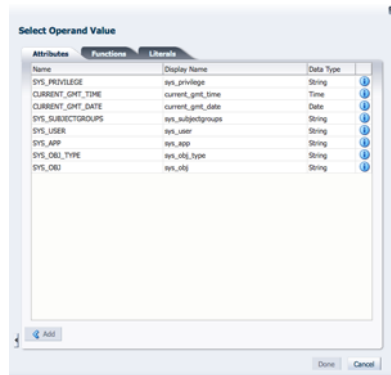 Select Operand Value
Attributes Functions Literals
Name Display Name Data Type
SYS_PRIVILEGE sys_privilege String
CURRENT_GMT_TIME current_gmt_time Time
CURRENT_GMT_DATE current_gmt_date Date
SYS_SUBJECTGROUPS sys_subjectgroups String
SYS_USER sys_user String
SYS_APP sys_app String
SYS_OBJ_TYPE sys_obj_type String
SYS_OBJ sys_obj String
Add
Done Cancel